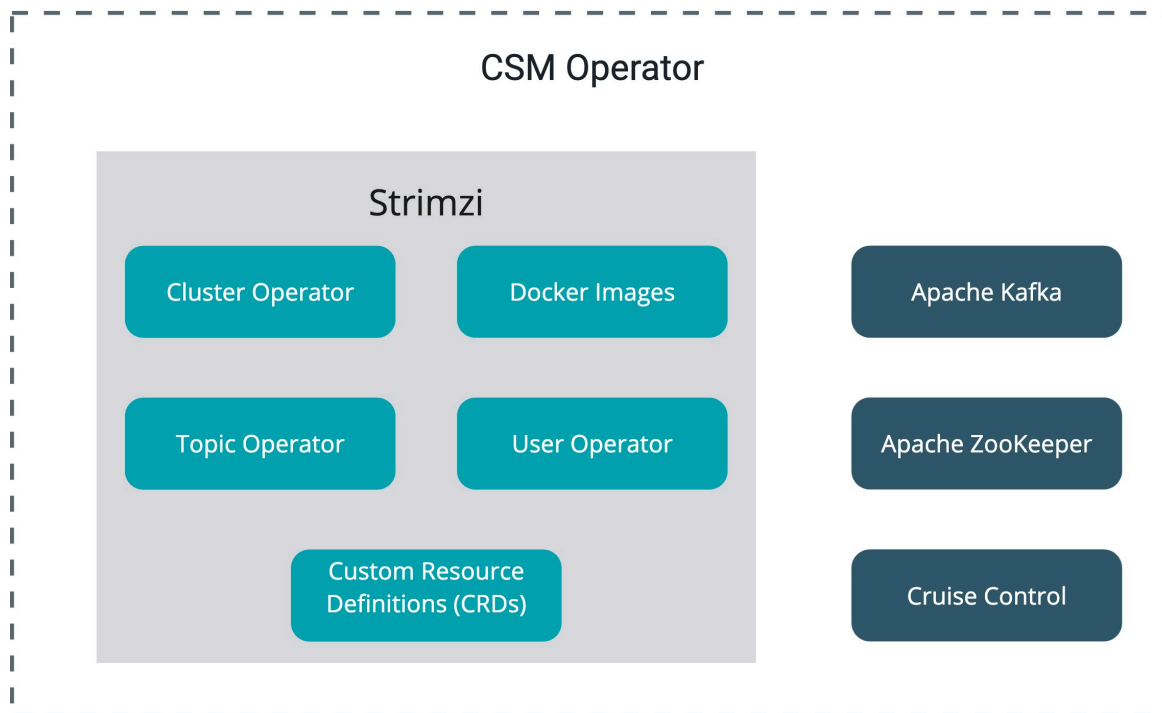 CSM Operator
Strimzi
Cluster Operator
Docker Images
Apache Kafka
Topic Operator
User Operator
Apache ZooKeeper
Custom Resource
Definitions (CRDs)
Cruise Control